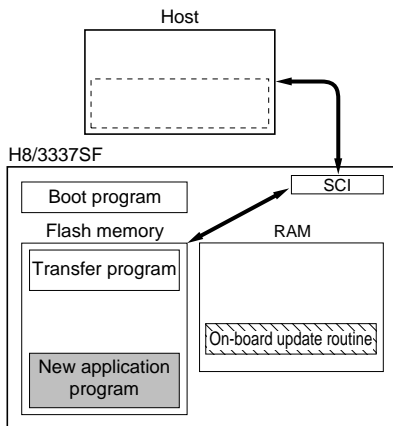 Host
H8/3337SF
SCI
Boot program
Flash memory
RAM
Transfer program
On-board update routine
New application
program